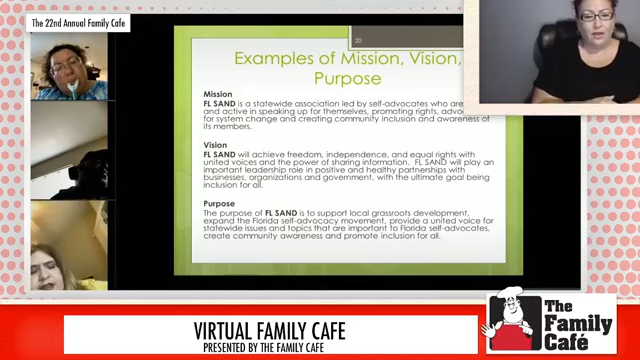 The 22nd Annual Family Cafe
20
Examples of Mission, Vision,
Purpose
Mission
FL SAND is a statewide association led by self-advocates who are
and active in speaking up for themselves, promoting rights,
for system change and creating community inclusion and awareness of
its members.
Vision
FL SAND will achieve freedom, independence, and equal rights with
united voices and the power of sharing information. FL SAND will play an
important leadership role in positive and healthy partnerships with
businesses, organizations and government, with the ultimate goal being
inclusion for all.
Purpose
The purpose of FL SAND is to support local grassroots development,
expand the Florida self-advocacy movement, provide a united voice for
statewide issues and topics that are important to Florida self-advocates,
create community awareness and promote inclusion for all.
VIRTUAL FAMILY CAFE
PRESENTED BY THE FAMILY CAFE
The
Family
Café